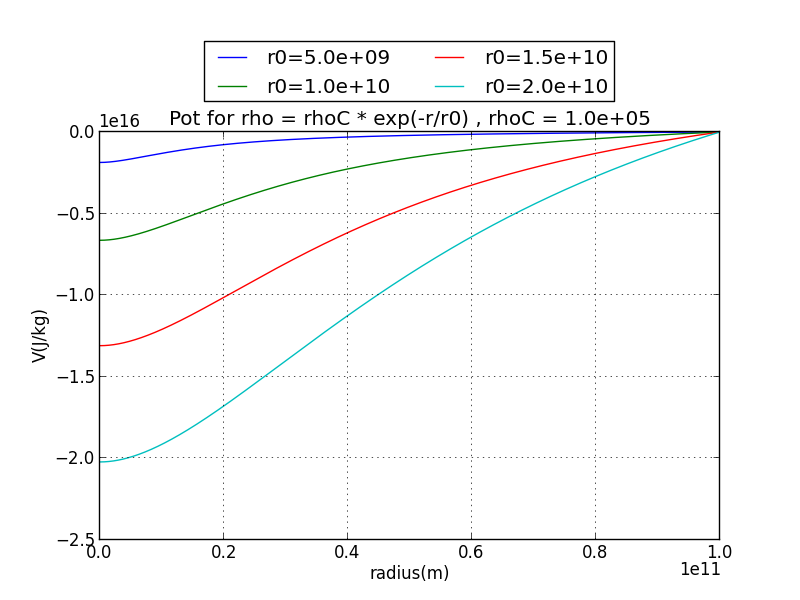 r0=5.0e+09 r0=1.5e+10
r0=1.0e+10 r0=2.0e+10
1e16
Pot for rho = rhoC * exp(-r/r0) , rhoC = 1.0e+05
0.0
−0.5
−1.0
−1.5
−2.0
−2.5
V(J/kg)
0.0 0.2 0.4 0.6 0.8 1.0
radius(m)
1e11